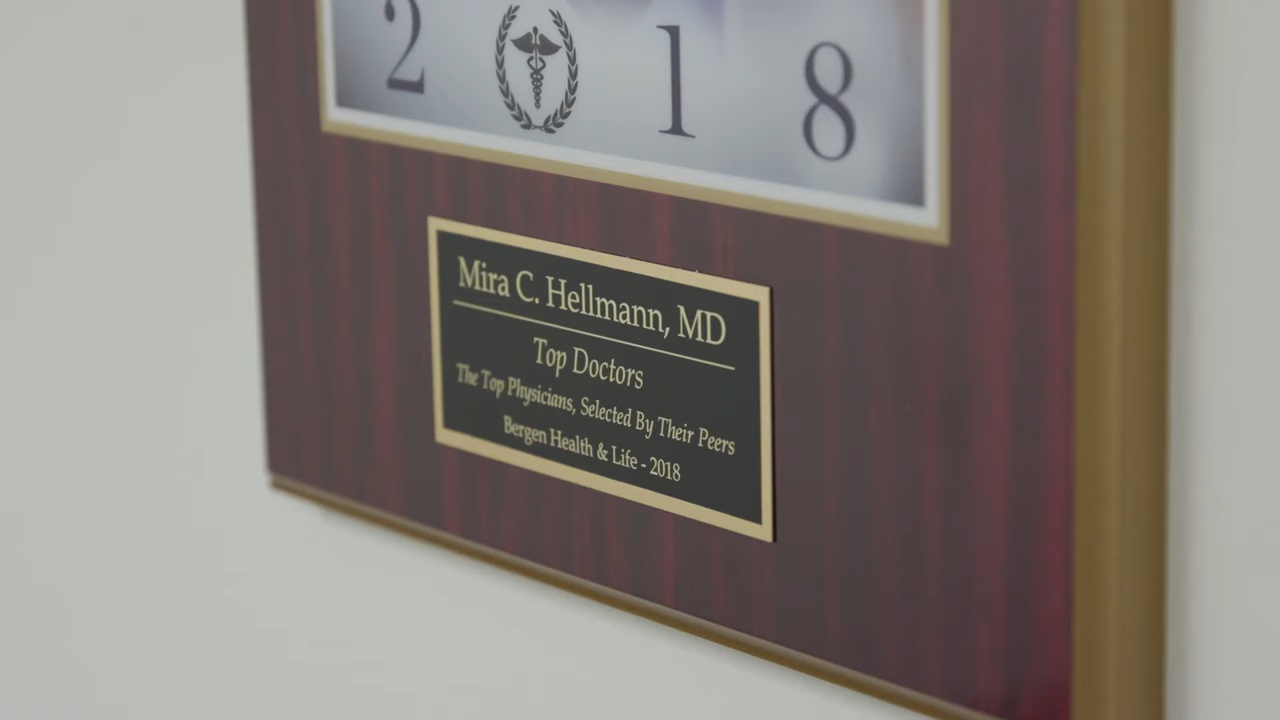 2 1 8
Mira C. Hellmann, MD
Top Doctors
The Top Physicians, Selected By Their Peers
Bergen Health & Life - 2018